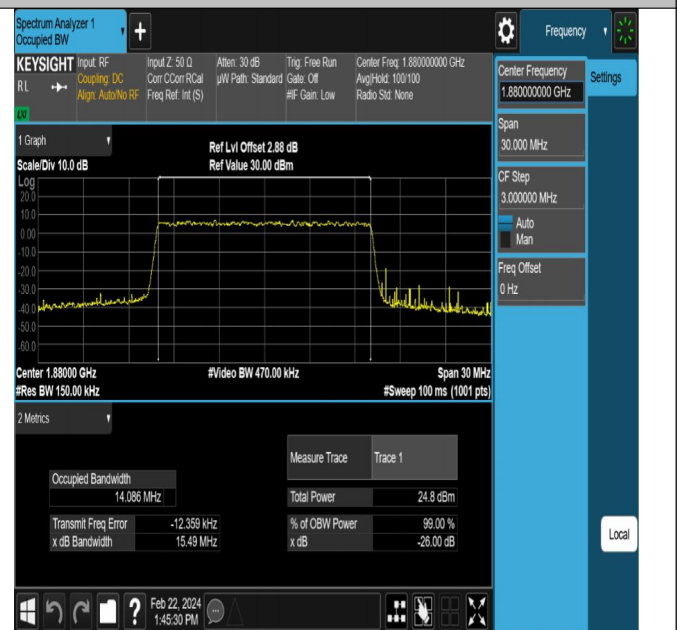 Spectrum Analyzer 1
Occupied BW
+
Frequency
KEYSIGHT
RL
Input: RF
Coupling: DC
Align: Auto/No RF
Input Z: 50 Ω
Corr CCorr RCal
Freq Ref: Int (S)
Atten: 30 dB
µW Path: Standard
Trig: Free Run
Gate: Off
#IF Gain: Low
Center Freq: 1.880000000 GHz
Avg|Hold: 100/100
Radio Std: None
Center Frequency
1.880000000 GHz
Settings
Span
30.000 MHz
CF Step
3.000000 MHz
Auto
Man
Freq Offset
0 Hz
Local
1 Graph
Scale/Div 10.0 dB
Ref Lvl Offset 2.88 dB
Ref Value 30.00 dBm
Log
20.0
10.0
0.00
-10.0
-20.0
-30.0
-40.0
-50.0
-60.0
Center 1.88000 GHz
#Video BW 470.00 kHz
Span 30 MHz
#Res BW 150.00 kHz
#Sweep 100 ms (1001 pts)
2 Metrics
Measure Trace
Trace 1
Occupied Bandwidth
14.086 MHz
Total Power
24.8 dBm
Transmit Freq Error
-12.359 kHz
% of OBW Power
99.00 %
x dB Bandwidth
15.49 MHz
x dB
-26.00 dB
?
Feb 22, 2024
1:45:30 PM